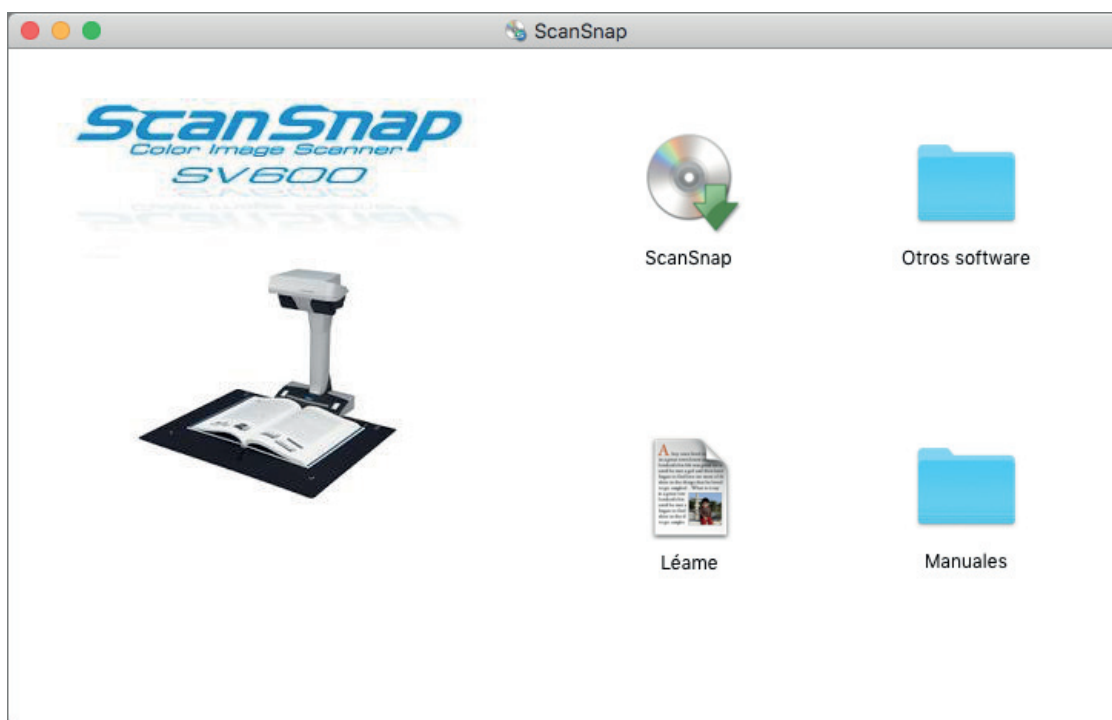 ScanSnap
ScanSnap
Color Image Scanner
SV600
ScanSnap
Otros software
Léame
Manuales